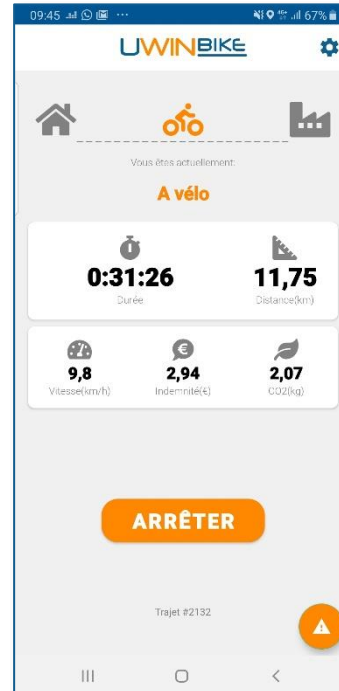 09:45 ... 67%
UWINBIKE
Vous êtes actuellement:
A vélo
0:31:26 11,75
Durée Distance(km)
9,8 2,94 2,07
Vitesse(km/h) Indemnité(€) CO2(kg)
ARRÊTER
Trajet #2132